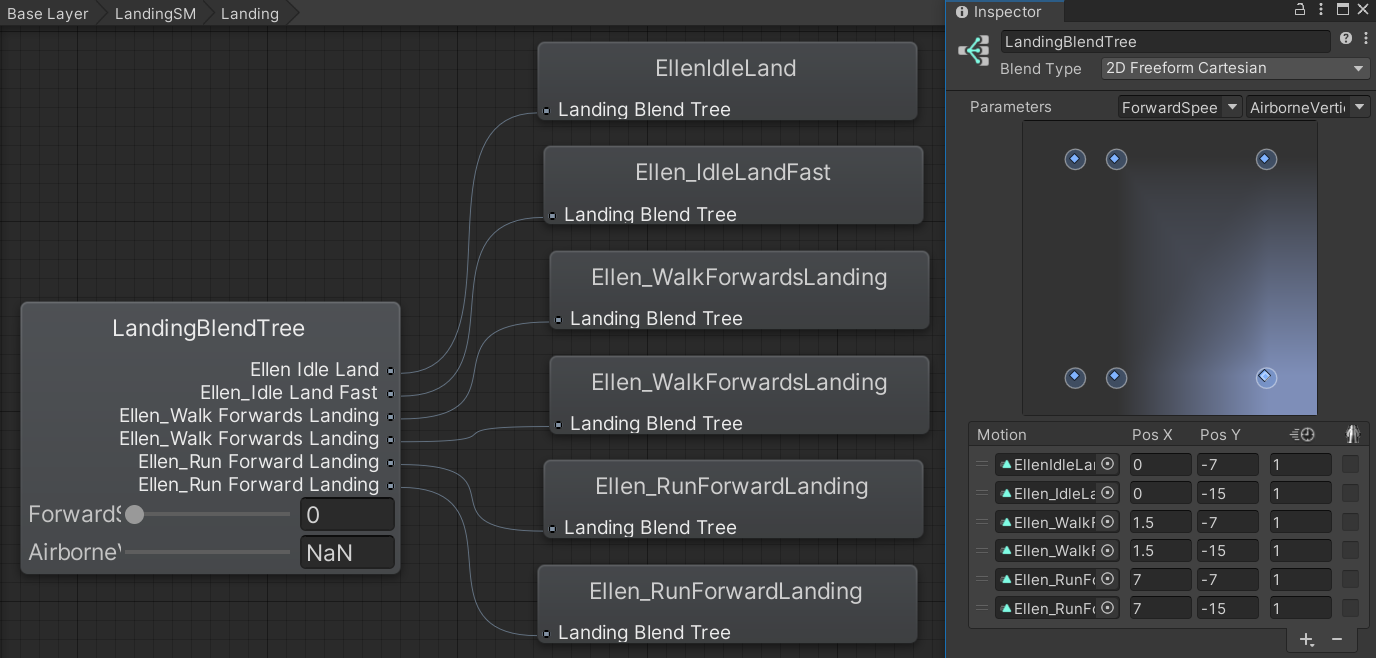 Base Layer LandingSM Landing
EllenIdleLand
Landing Blend Tree
Ellen_IdleLandFast
Landing Blend Tree
Ellen_WalkForwardsLanding
Landing Blend Tree
Ellen_WalkForwardsLanding
Landing Blend Tree
Ellen_RunForwardLanding
Landing Blend Tree
Ellen_RunForwardLanding
Landing Blend Tree
LandingBlendTree
Ellen Idle Land
Ellen_Idle Land Fast
Ellen_Walk Forwards Landing
Ellen_Walk Forwards Landing
Ellen_Run Forward Landing
Ellen_Run Forward Landing
ForwardS 0
AirborneV NaN
Inspector
LandingBlendTree
Blend Type 2D Freeform Cartesian
Parameters ForwardSpee AirborneVerti
Motion Pos X Pos Y
EllenIdleLa 0 -7 1
Ellen_IdleLa 0 -15 1
Ellen_WalkF 1.5 -7 1
Ellen_WalkF 1.5 -15 1
Ellen_RunFo 7 -7 1
Ellen_RunFo 7 -15 1